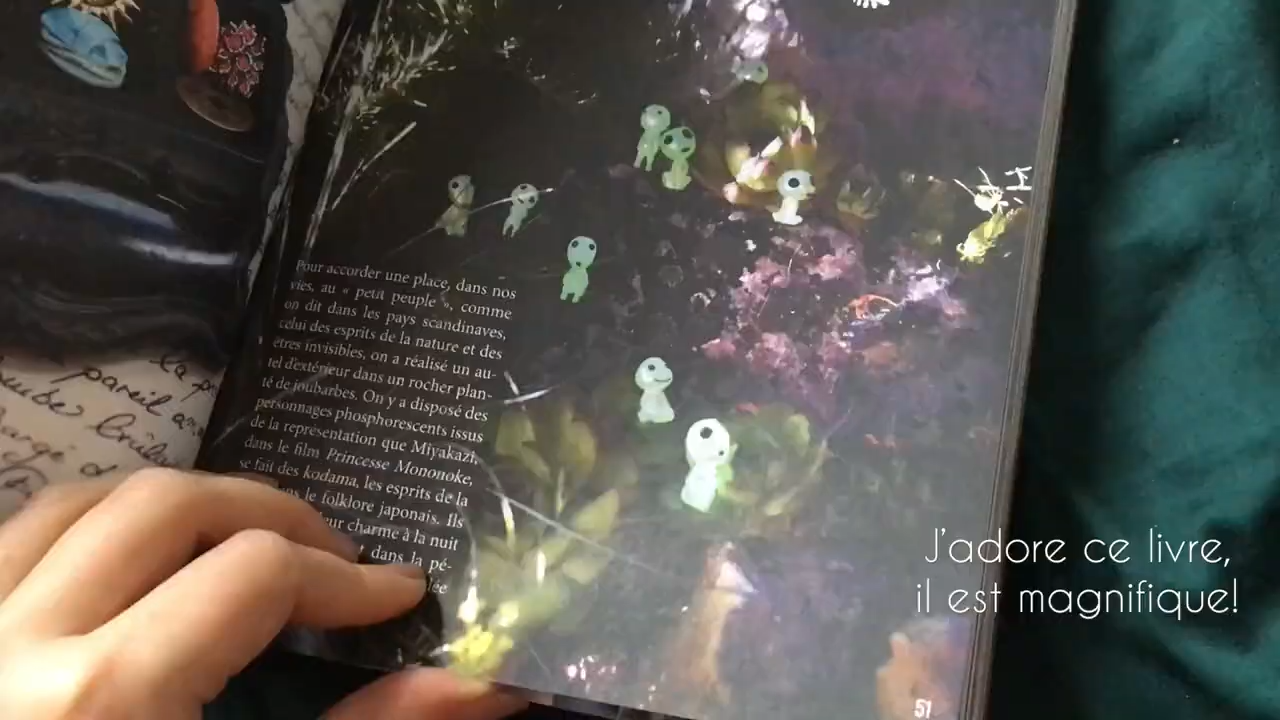 la p
pareil an
Pour accorder une place, dans nos
vies, au « petit peuple », comme
on dit dans les pays scandinaves,
celui des esprits de la nature et des
êtres invisibles, on a réalisé un au-
tel d'extérieur dans un rocher plan-
té de joubarbes. On y a disposé des
personnages phosphorescents issus
de la représentation que Miyakazi,
dans le film Princesse Mononoke,
se fait des kodama, les esprits de la
le folklore japonais. Ils
charme à la nuit
dans la pé-
J'adore ce livre,
il est magnifique!
51